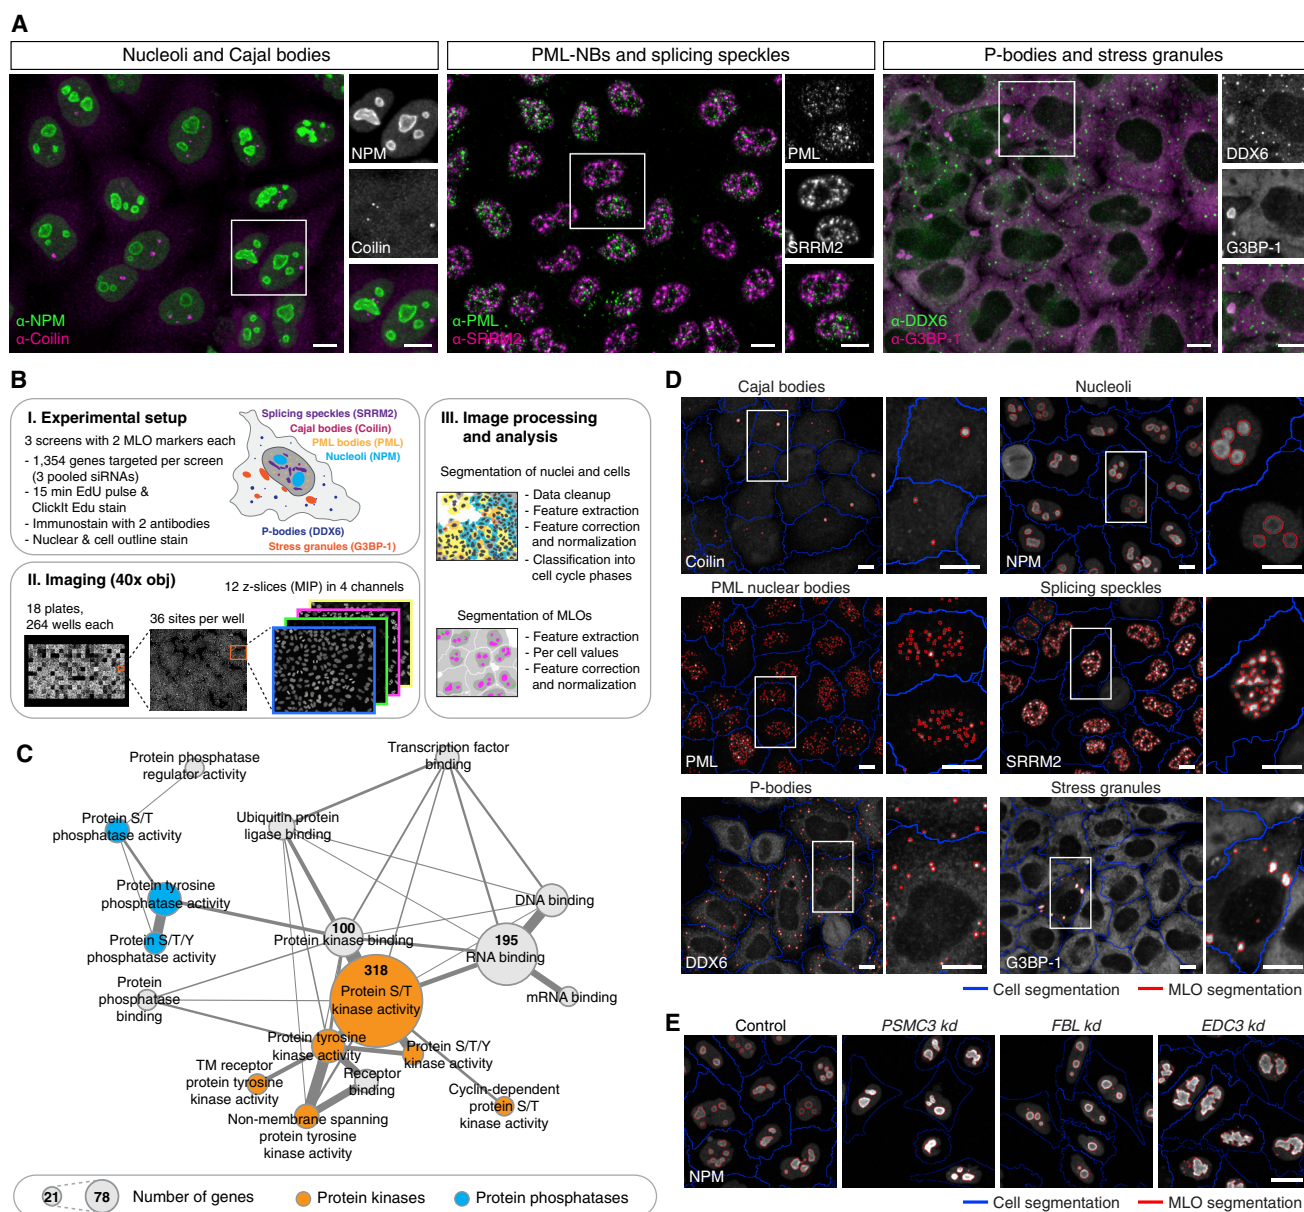 A
Nucleoli and Cajal bodies
PML-NBs and splicing speckles
P-bodies and stress granules
NPM
Coilin
α-NPM
α-Coilin
PML
SRRM2
α-PML
α-SRRM2
DDX6
G3BP-1
α-DDX6
α-G3BP-1
B
I. Experimental setup
3 screens with 2 MLO markers each
- 1,354 genes targeted per screen
(3 pooled siRNAs)
- 15 min EdU pulse &
ClickIt Edu stain
- Immunostain with 2 antibodies
- Nuclear & cell outline stain
Splicing speckles (SRRM2)
Cajal bodies (Coilin)
PML bodies (PML)
Nucleoli (NPM)
P-bodies (DDX6)
Stress granules (G3BP-1)
II. Imaging (40x obj)
18 plates,
264 wells each
36 sites per well
12 z-slices (MIP) in 4 channels
III. Image processing
and analysis
Segmentation of nuclei and cells
- Data cleanup
- Feature extraction
- Feature correction
and normalization
- Classification into
cell cycle phases
Segmentation of MLOs
- Feature extraction
- Per cell values
- Feature correction
and normalization
C
Protein phosphatase
regulator activity
Transcription factor
binding
Protein S/T
phosphatase activity
Ubiquitin protein
ligase binding
Protein tyrosine
phosphatase activity
DNA binding
100
Protein kinase binding
195
RNA binding
Protein S/T/Y
phosphatase activity
318
Protein S/T
kinase activity
Protein
phosphatase
binding
mRNA binding
Protein tyrosine
kinase activity
Protein S/T/Y
kinase activity
TM receptor
protein tyrosine
kinase activity
Receptor
binding
Cyclin-dependent
protein S/T
kinase activity
Non-membrane spanning
protein tyrosine
kinase activity
21
78
Number of genes
Protein kinases
Protein phosphatases
D
Cajal bodies
Nucleoli
Coilin
NPM
PML nuclear bodies
Splicing speckles
PML
SRRM2
P-bodies
Stress granules
DDX6
G3BP-1
Cell segmentation
MLO segmentation
E
Control
PSMC3 kd
FBL kd
EDC3 kd
NPM
Cell segmentation
MLO segmentation